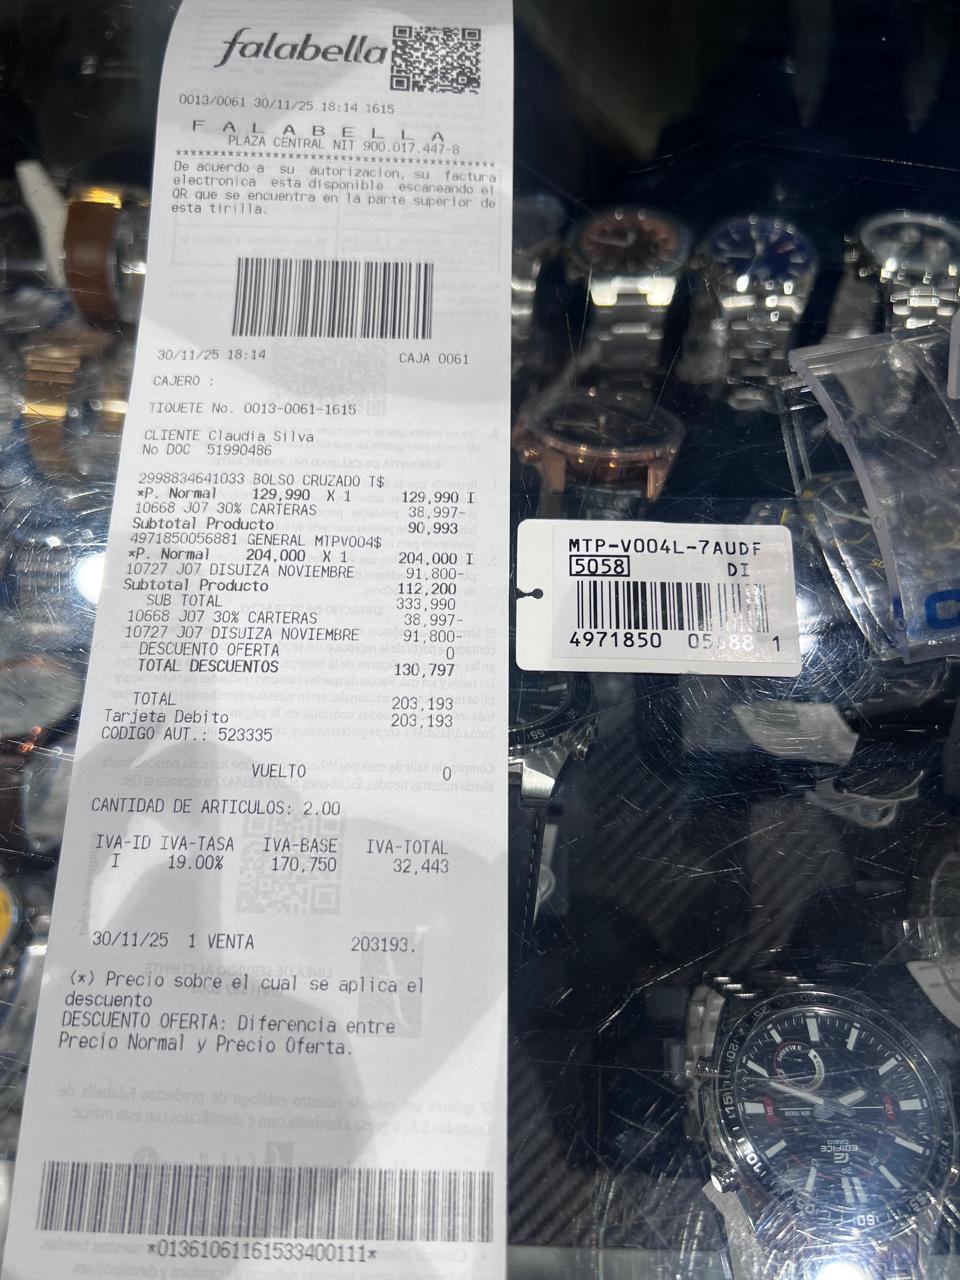 falabella
0013/0061 30/11/25 18:14 1615
F A L A B E L L A
PLAZA CENTRAL NIT 900.017.447-8
****************************************
De acuerdo a su autorizacion, su factura
electronica esta disponible escaneando el
QR que se encuentra en la parte superior de
esta tirilla.
30/11/25 18:14 CAJA 0061
CAJERO :
TIQUETE No. 0013-0061-1615
CLIENTE Claudia Silva
No DOC 51990486
2998834641033 BOLSO CRUZADO T$
*P. Normal 129,990 X 1 129,990 I
10668 J07 30% CARTERAS 38,997-
Subtotal Producto 90,993
4971850056881 GENERAL MTPV004$
*P. Normal 204,000 X 1 204,000 I
10727 J07 DISUIZA NOVIEMBRE 91,800-
Subtotal Producto 112,200
SUB TOTAL 333,990
10668 J07 30% CARTERAS 38,997-
10727 J07 DISUIZA NOVIEMBRE 91,800-
DESCUENTO OFERTA 0
TOTAL DESCUENTOS 130,797
TOTAL 203,193
Tarjeta Debito 203,193
CODIGO AUT.: 523335
VUELTO 0
CANTIDAD DE ARTICULOS: 2.00
IVA-ID IVA-TASA IVA-BASE IVA-TOTAL
I 19.00% 170,750 32,443
30/11/25 1 VENTA 203193.
(*) Precio sobre el cual se aplica el
descuento
DESCUENTO OFERTA: Diferencia entre
Precio Normal y Precio Oferta.
*01361061161533400111*
MTP-V004L-7AUDF
5058 DI
4971850 05688 1
EDIFICE
CASIO